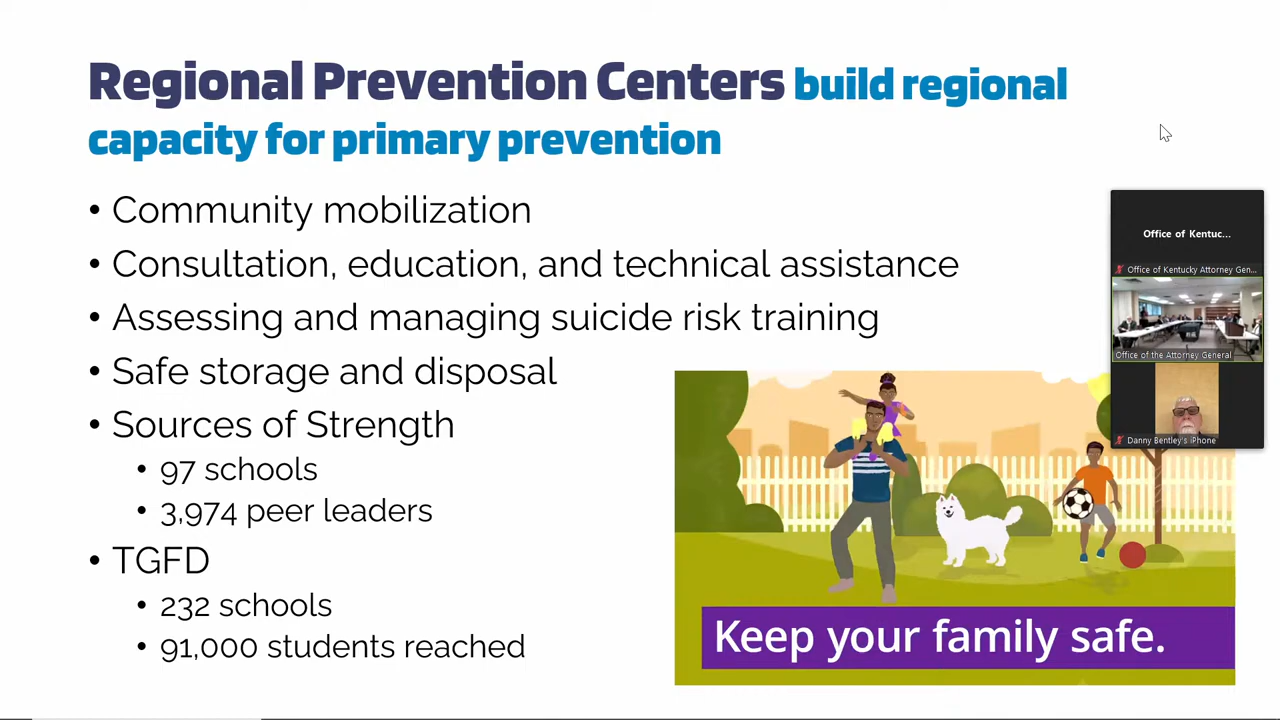 Regional Prevention Centers build regional
capacity for primary prevention
• Community mobilization
• Consultation, education, and technical assistance
• Assessing and managing suicide risk training
• Safe storage and disposal
• Sources of Strength
• 97 schools
• 3,974 peer leaders
• TGFD
• 232 schools
• 91,000 students reached
Keep your family safe.
Office of Kentuc...
Office of Kentucky Attorney Gen...
Office of the Attorney General
Danny Bentley's iPhone